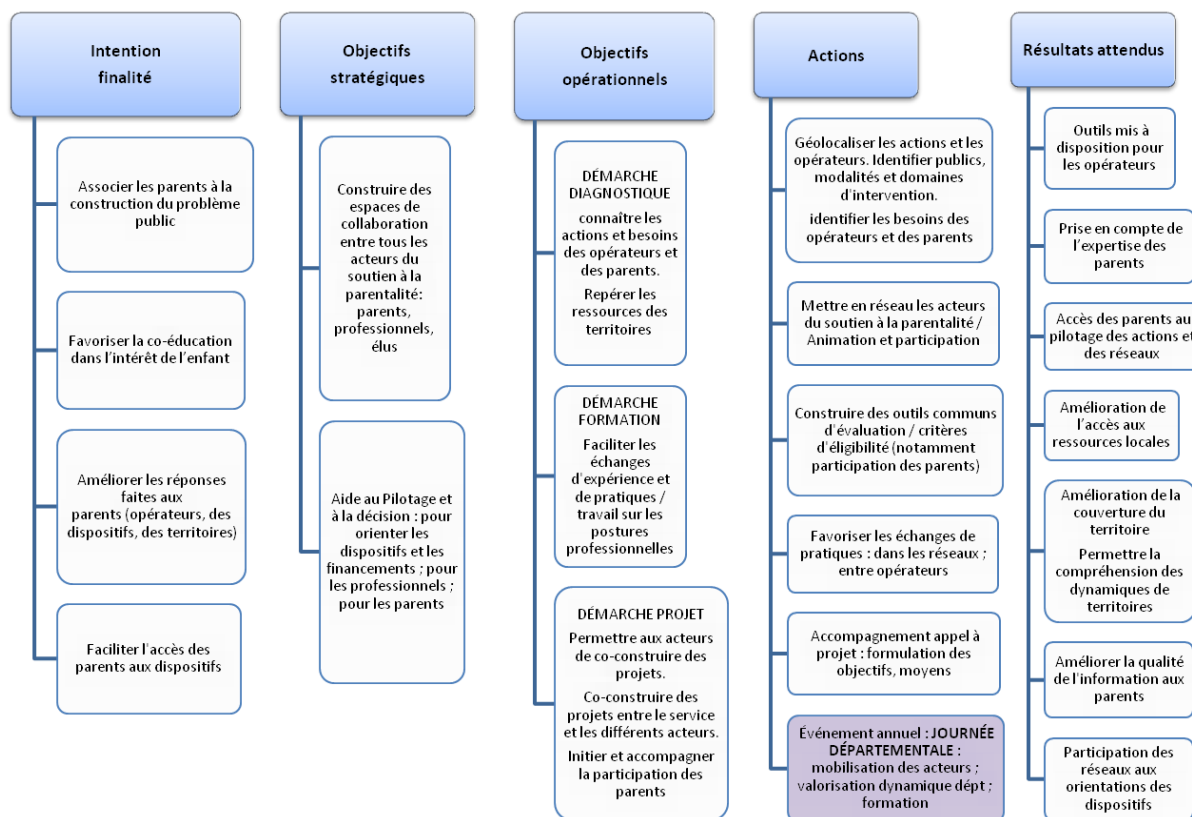 Intention
finalité
Associer les parents à la
construction du problème
public
Favoriser la co-éducation
dans l'intérêt de l'enfant
Améliorer les réponses
faites aux
parents (opérateurs, des
dispositifs, des territoires)
Faciliter l'accès des
parents aux dispositifs
Objectifs
stratégiques
Construire des
espaces de
collaboration
entre tous les
acteurs du
soutien à la
parentalité:
parents,
professionnels,
élus
Aide au Pilotage et
à la décision : pour
orienter les
dispositifs et les
financements ; pour
les professionnels ;
pour les parents
Objectifs
opérationnels
DÉMARCHE
DIAGNOSTIQUE
connaître les
actions et besoins
des opérateurs et
des parents.
Repérer les
ressources des
territoires
DÉMARCHE
FORMATION
Faciliter les
échanges
d'expérience et
de pratiques /
travail sur les
postures
professionnelles
DÉMARCHE PROJET
Permettre aux acteurs
de co-construire des
projets.
Co-construire des
projets entre le service
et les différents acteurs.
Initier et accompagner
la participation des
parents
Actions
Géolocaliser les actions et les
opérateurs. Identifier publics,
modalités et domaines
d'intervention.
identifier les besoins des
opérateurs et des parents
Mettre en réseau les acteurs
du soutien à la parentalité /
Animation et participation
Construire des outils communs
d'évaluation / critères
d'éligibilité (notamment
participation des parents)
Favoriser les échanges de
pratiques : dans les réseaux ;
entre opérateurs
Accompagnement appel à
projet : formulation des
objectifs, moyens
Événement annuel : JOURNÉE
DÉPARTEMENTALE :
mobilisation des acteurs ;
valorisation dynamique dépt ;
formation
Résultats attendus
Outils mis à
disposition pour
les opérateurs
Prise en compte de
l'expertise des
parents
Accès des parents au
pilotage des actions et
des réseaux
Amélioration de
l'accès aux
ressources locales
Amélioration de la
couverture du
territoire
Permettre la
compréhension des
dynamiques de
territoires
Améliorer la qualité
de l'information aux
parents
Participation des
réseaux aux
orientations des
dispositifs